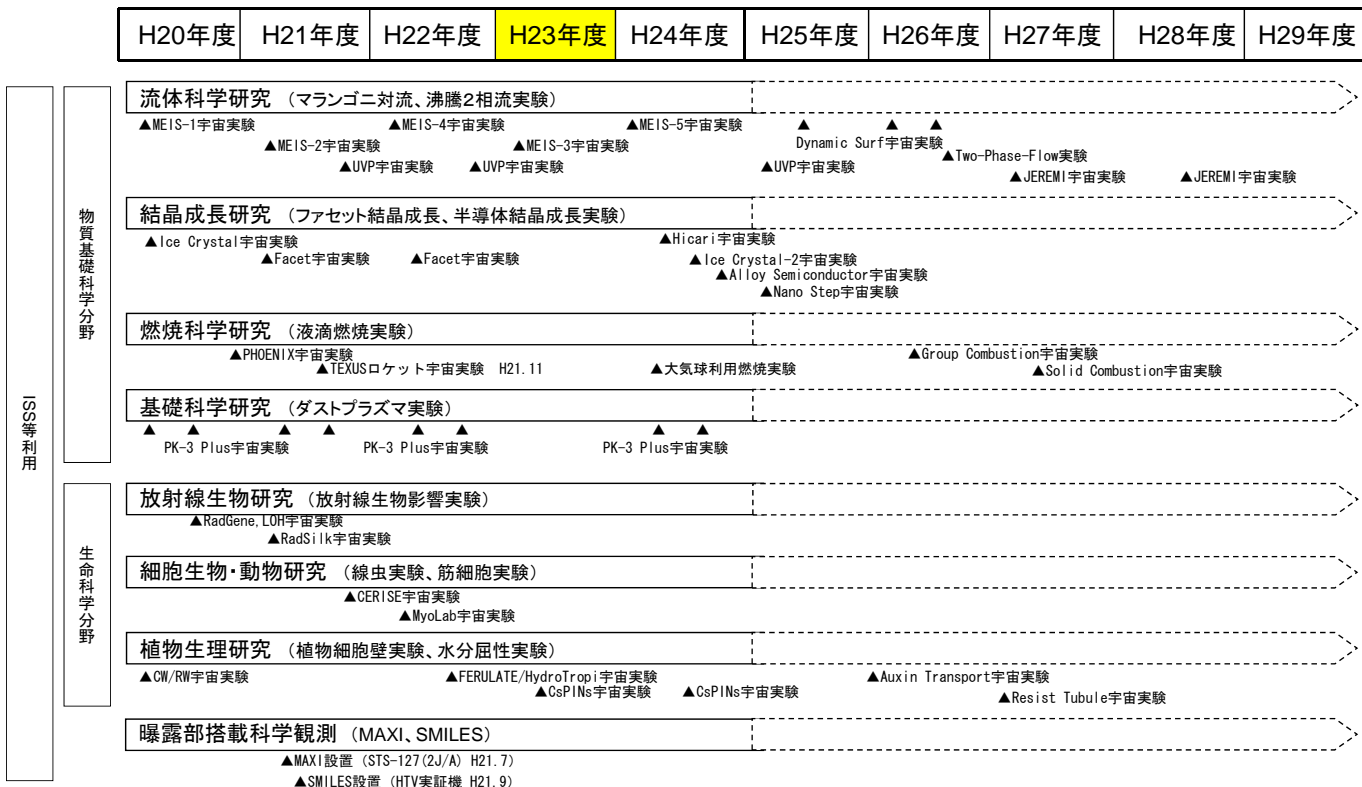 H20年度 H21年度 H22年度 H23年度 H24年度 H25年度 H26年度 H27年度 H28年度 H29年度
ISS等利用
物質基礎科学分野
流体科学研究 (マランゴニ対流、沸騰2相流実験)
▲MEIS-1宇宙実験 ▲MEIS-4宇宙実験 ▲MEIS-5宇宙実験 ▲ ▲ ▲
▲MEIS-2宇宙実験 ▲MEIS-3宇宙実験 Dynamic Surf宇宙実験
▲Two-Phase-Flow実験
▲UVP宇宙実験 ▲UVP宇宙実験 ▲UVP宇宙実験
▲JEREMI宇宙実験 ▲JEREMI宇宙実験
結晶成長研究 (ファセット結晶成長、半導体結晶成長実験)
▲Ice Crystal宇宙実験 ▲Hicari宇宙実験
▲Facet宇宙実験 ▲Facet宇宙実験 ▲Ice Crystal-2宇宙実験
▲Alloy Semiconductor宇宙実験
▲Nano Step宇宙実験
燃焼科学研究 (液滴燃焼実験)
▲PHOENIX宇宙実験 ▲Group Combustion宇宙実験
▲TEXUSロケット宇宙実験 H21.11 ▲大気球利用燃焼実験 ▲Solid Combustion宇宙実験
基礎科学研究 (ダストプラズマ実験)
▲ ▲ ▲ ▲ ▲ ▲ ▲ ▲
PK-3 Plus宇宙実験 PK-3 Plus宇宙実験 PK-3 Plus宇宙実験
生命科学分野
放射線生物研究 (放射線生物影響実験)
▲RadGene,LOH宇宙実験
▲RadSilk宇宙実験
細胞生物・動物研究 (線虫実験、筋細胞実験)
▲CERISE宇宙実験
▲MyoLab宇宙実験
植物生理研究 (植物細胞壁実験、水分屈性実験)
▲CW/RW宇宙実験 ▲FERULATE/HydroTropi宇宙実験 ▲Auxin Transport宇宙実験
▲CsPINs宇宙実験 ▲CsPINs宇宙実験 ▲Resist Tubule宇宙実験
曝露部搭載科学観測 (MAXI、SMILES)
▲MAXI設置 (STS-127(2J/A) H21.7)
▲SMILES設置 (HTV実証機 H21.9)